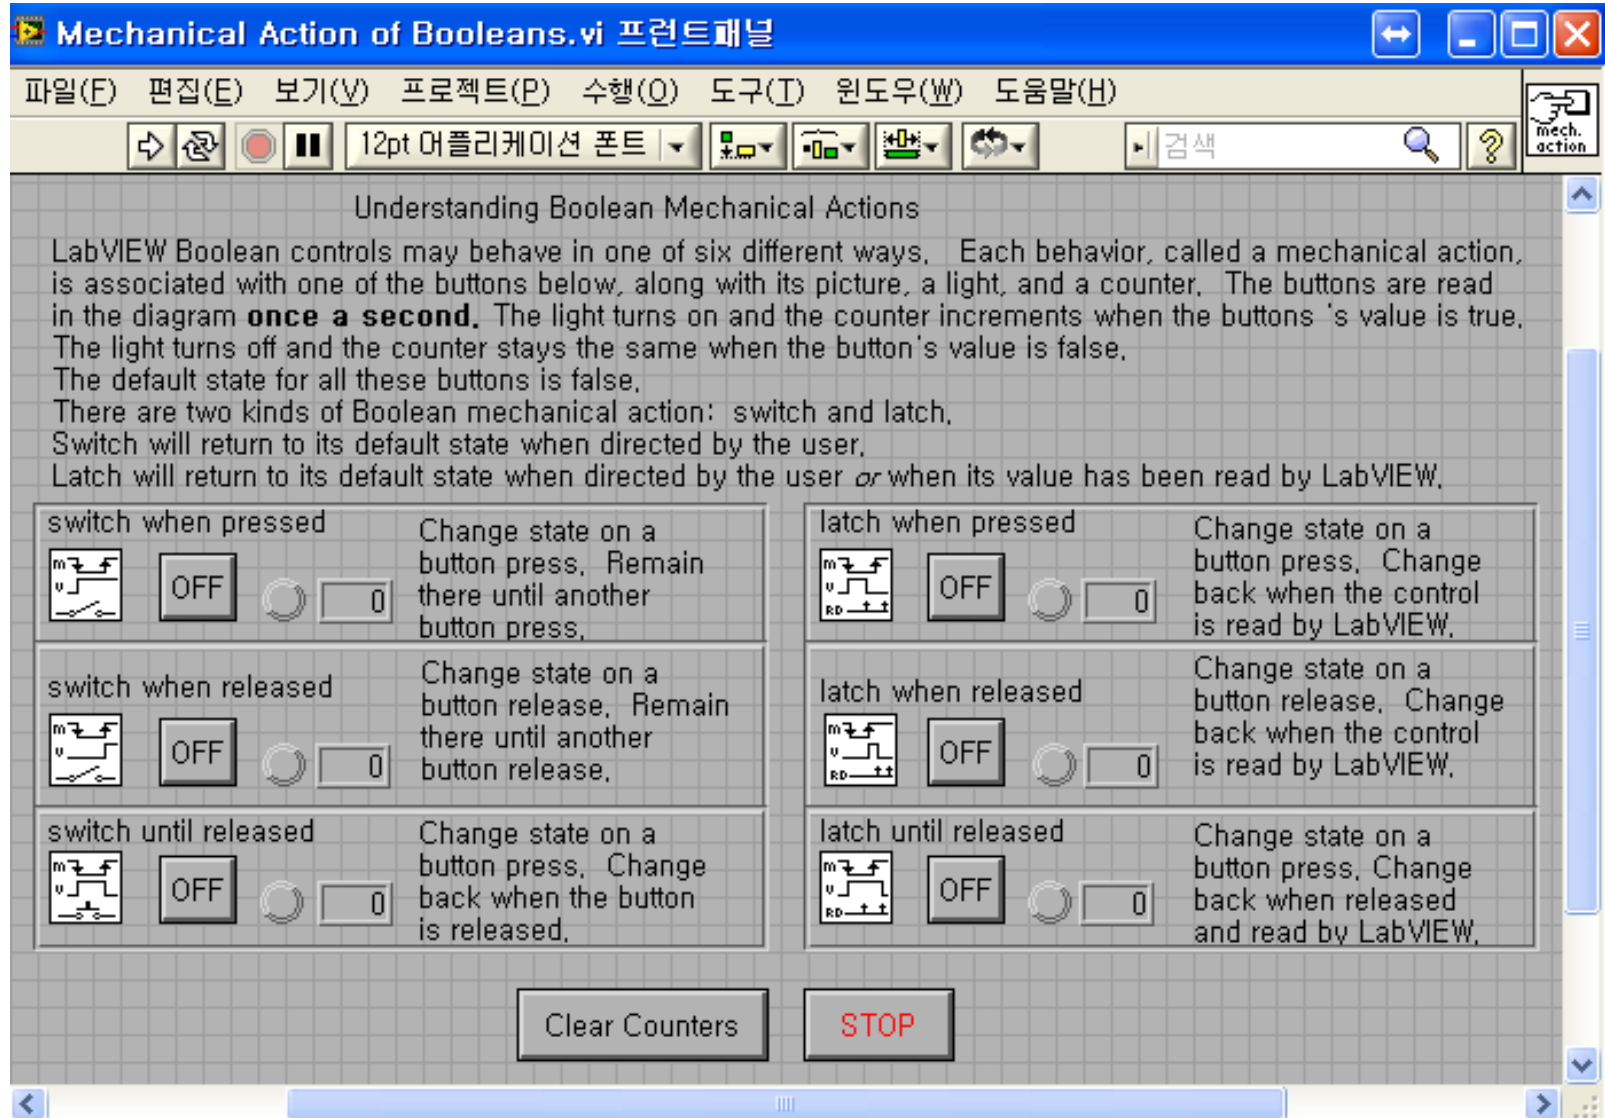 Mechanical Action of Booleans.vi 프런트패널
파일(F) 편집(E) 보기(V) 프로젝트(P) 수행(O) 도구(T) 윈도우(W) 도움말(H)
12pt 어플리케이션 폰트
검색
?
mech.
action
Understanding Boolean Mechanical Actions
LabVIEW Boolean controls may behave in one of six different ways. Each behavior, called a mechanical action,
is associated with one of the buttons below, along with its picture, a light, and a counter. The buttons are read
in the diagram once a second. The light turns on and the counter increments when the buttons 's value is true.
The light turns off and the counter stays the same when the button's value is false.
The default state for all these buttons is false.
There are two kinds of Boolean mechanical action: switch and latch.
Switch will return to its default state when directed by the user.
Latch will return to its default state when directed by the user or when its value has been read by LabVIEW.
switch when pressed
m
v
OFF
0
Change state on a
button press. Remain
there until another
button press.
latch when pressed
m
v
RD
OFF
0
Change state on a
button press. Change
back when the control
is read by LabVIEW.
switch when released
m
v
OFF
0
Change state on a
button release. Remain
there until another
button release.
latch when released
m
v
RD
OFF
0
Change state on a
button release. Change
back when the control
is read by LabVIEW.
switch until released
m
v
OFF
0
Change state on a
button press. Change
back when the button
is released.
latch until released
m
v
RD
OFF
0
Change state on a
button press. Change
back when released
and read by LabVIEW.
Clear Counters
STOP